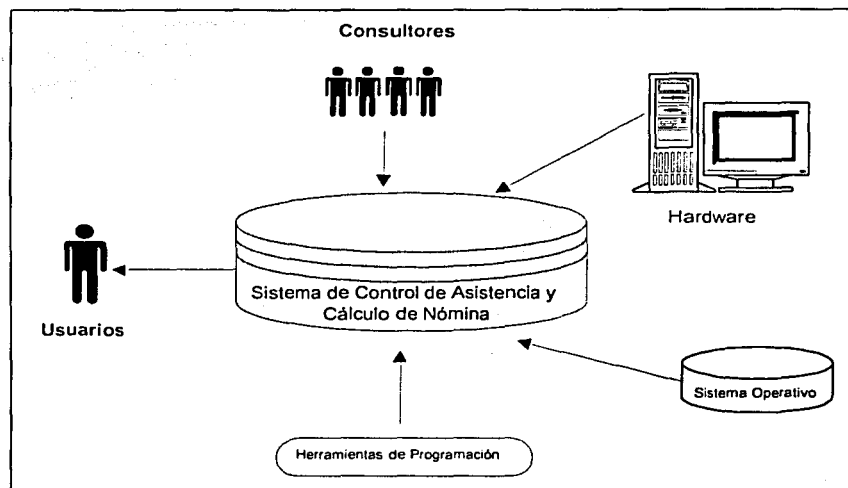 Consultores
Hardware
Usuarios
Sistema de Control de Asistencia y
Cálculo de Nómina
Sistema Operativo
Herramientas de Programación